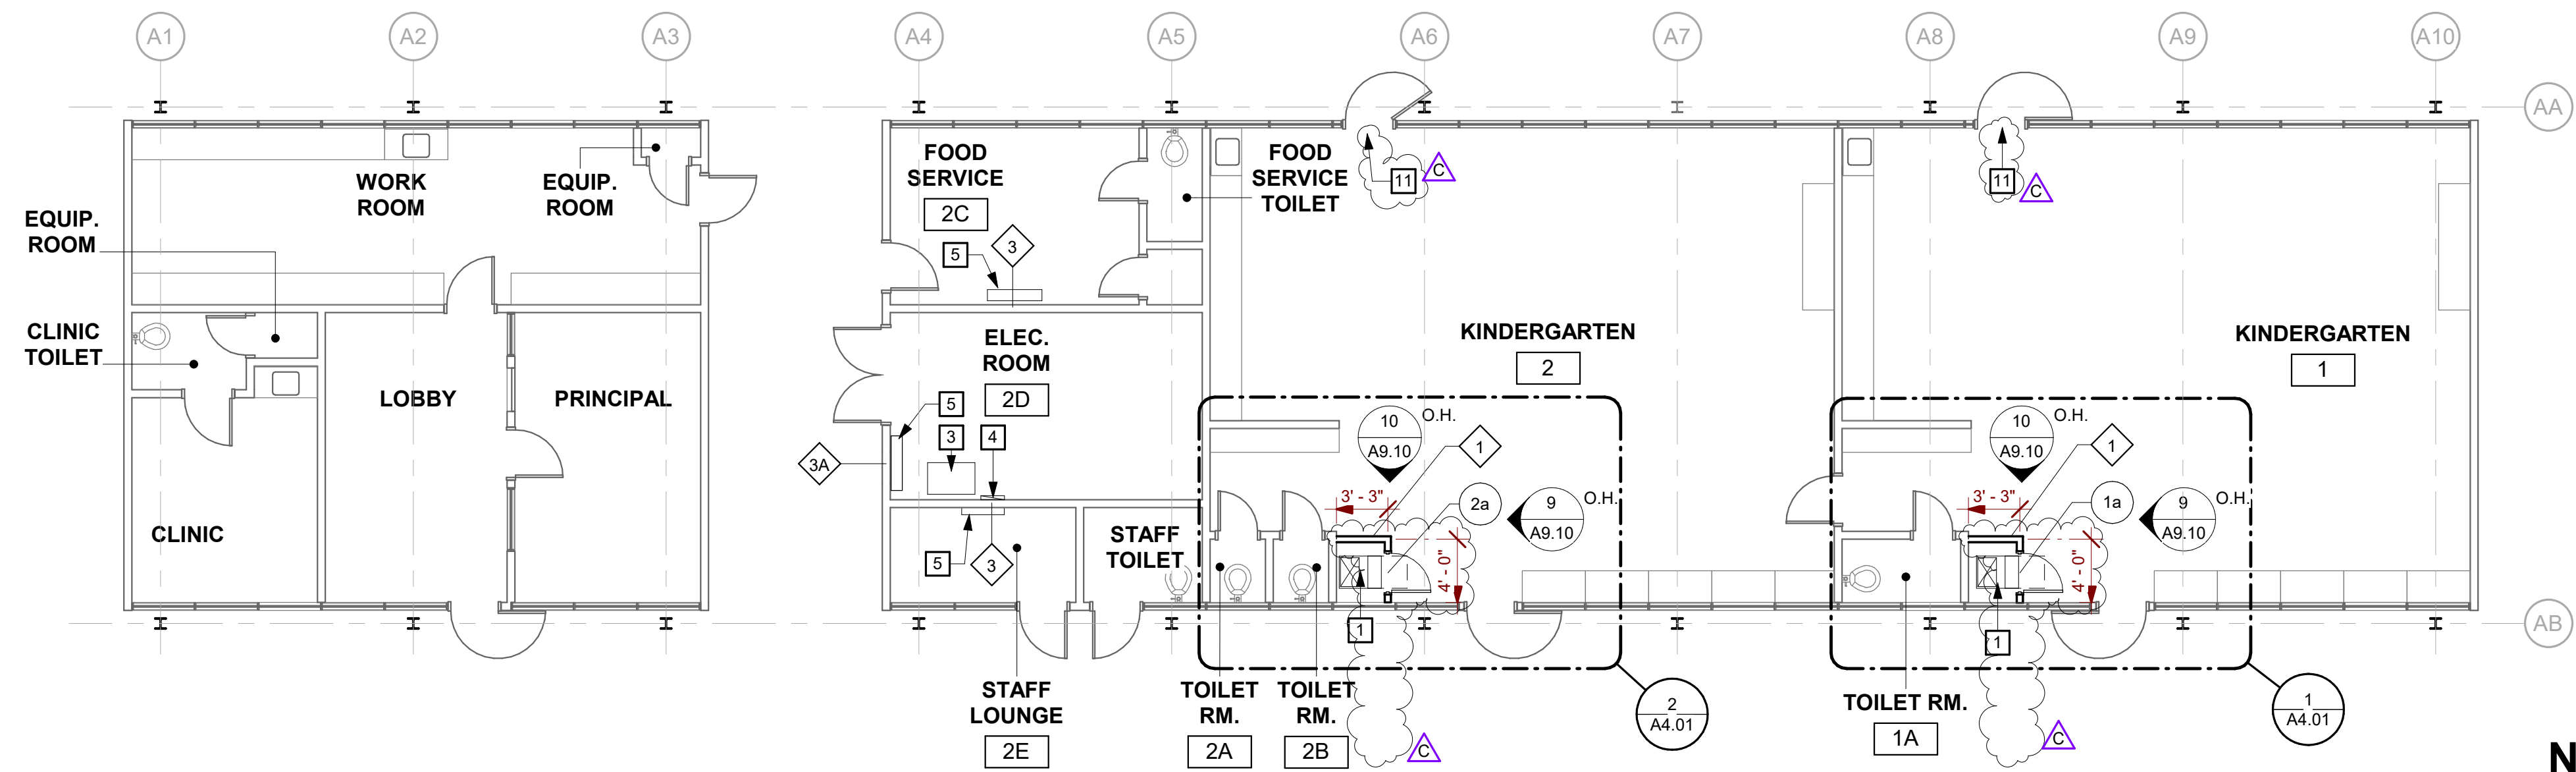 A1
A2
A3
A4
A5
A6
A7
A8
A9
A10
AA
WORK
ROOM
EQUIP.
ROOM
EQUIP.
ROOM
FOOD
SERVICE
2C
5
3
FOOD
SERVICE
TOILET
11
C
11
C
CLINIC
TOILET
LOBBY
PRINCIPAL
CLINIC
ELEC.
ROOM
2D
5
3
4
3A
KINDERGARTEN
2
KINDERGARTEN
1
10
A9.10
O.H.
1
3' - 3"
2a
9
A9.10
O.H.
4' - 0"
10
A9.10
O.H.
1
3' - 3"
1a
9
A9.10
O.H.
4' - 0"
STAFF
TOILET
5
3
1
1
AB
STAFF
LOUNGE
2E
TOILET
RM.
2A
TOILET
RM.
2B
C
2
A4.01
TOILET RM.
1A
C
1
A4.01
N